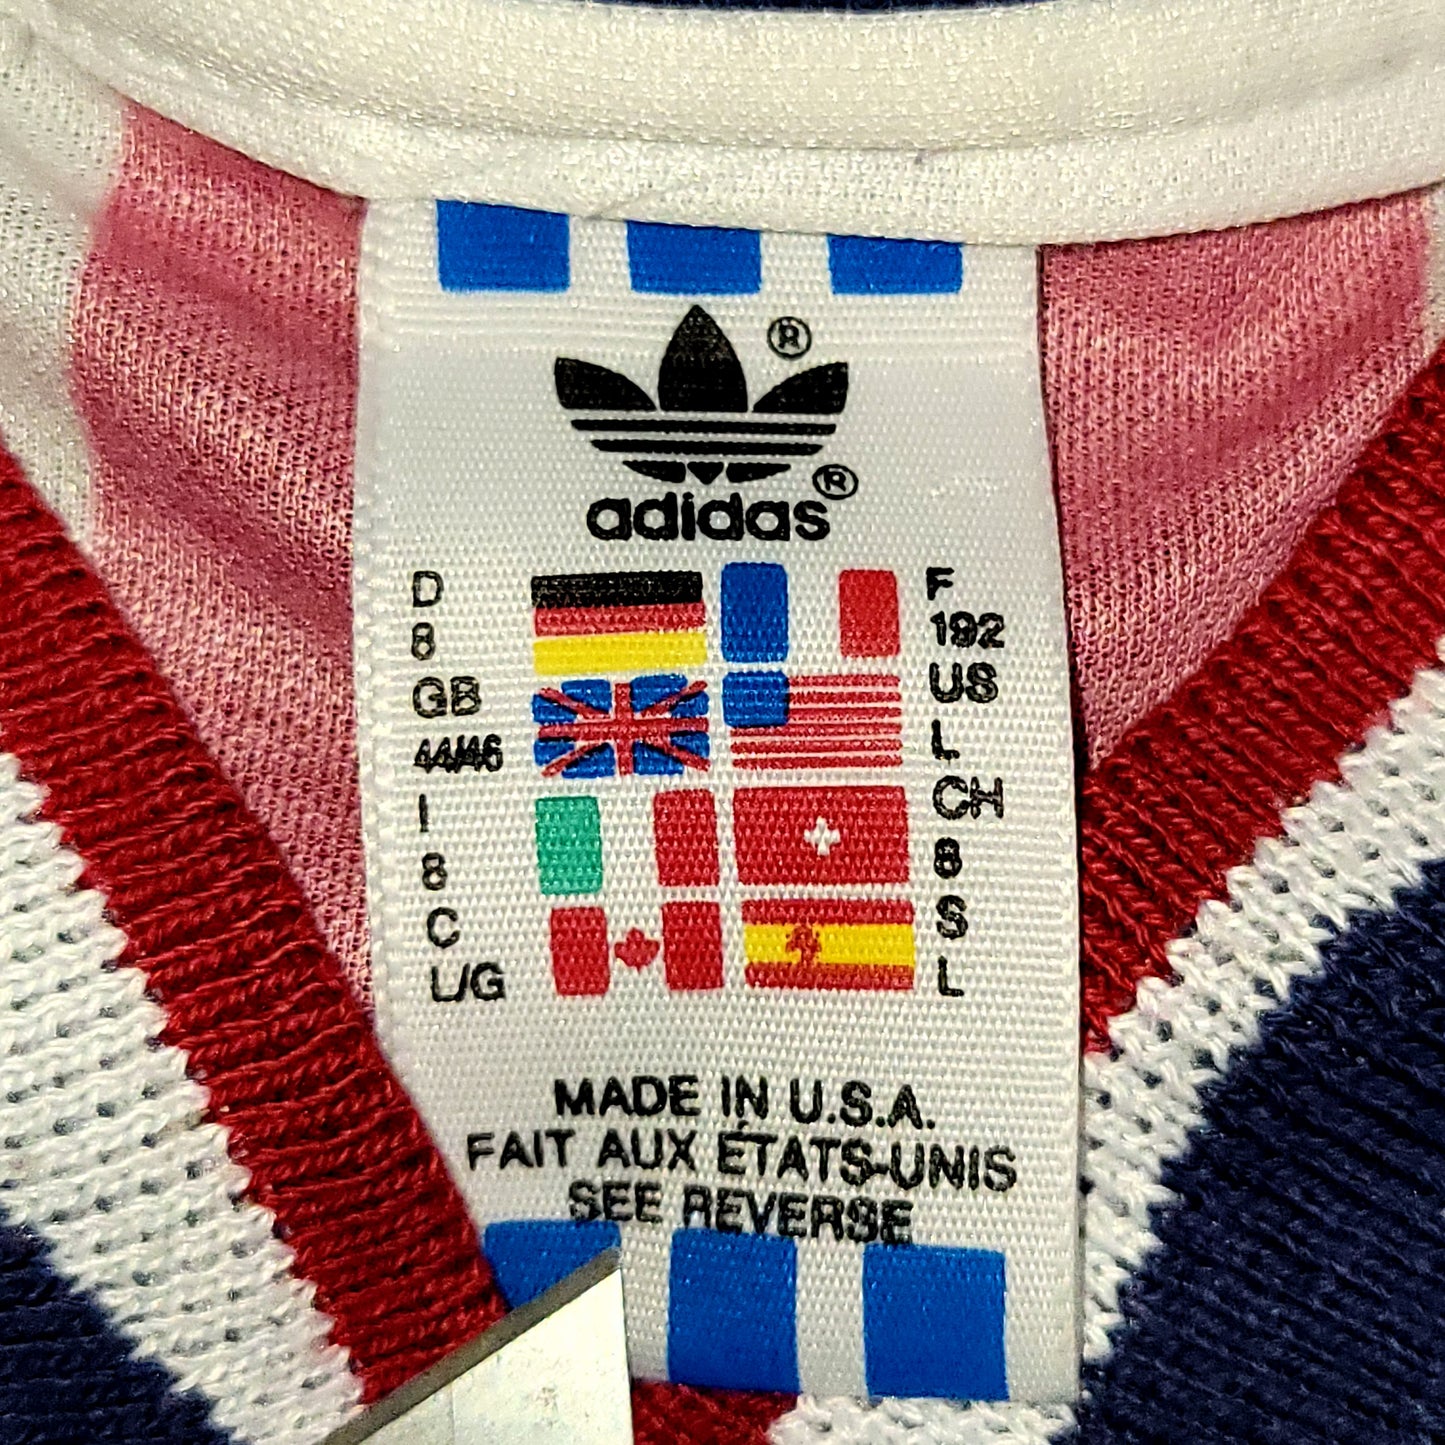 ®
adidas®
D
8
GB
44/46
I
8
C
L/G
F
192
US
L
CH
8
S
L
MADE IN U.S.A.
FAIT AUX ÉTATS-UNIS
SEE REVERSE